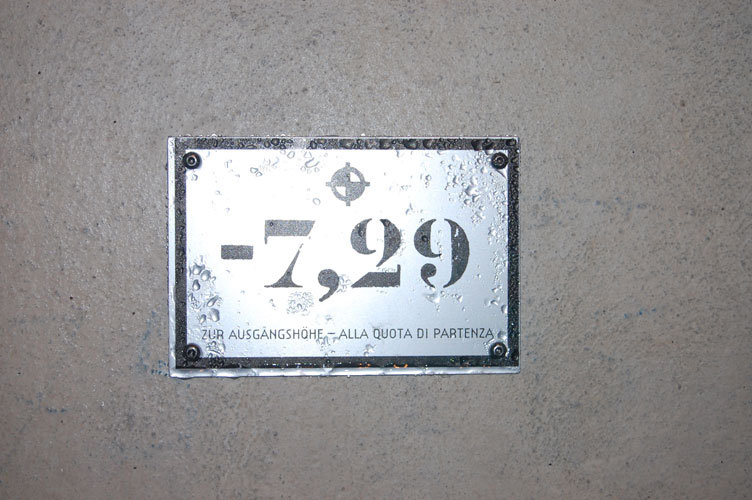 -7,29
ZUR AUSGANGSHÖHE – ALLA QUOTA DI PARTENZA